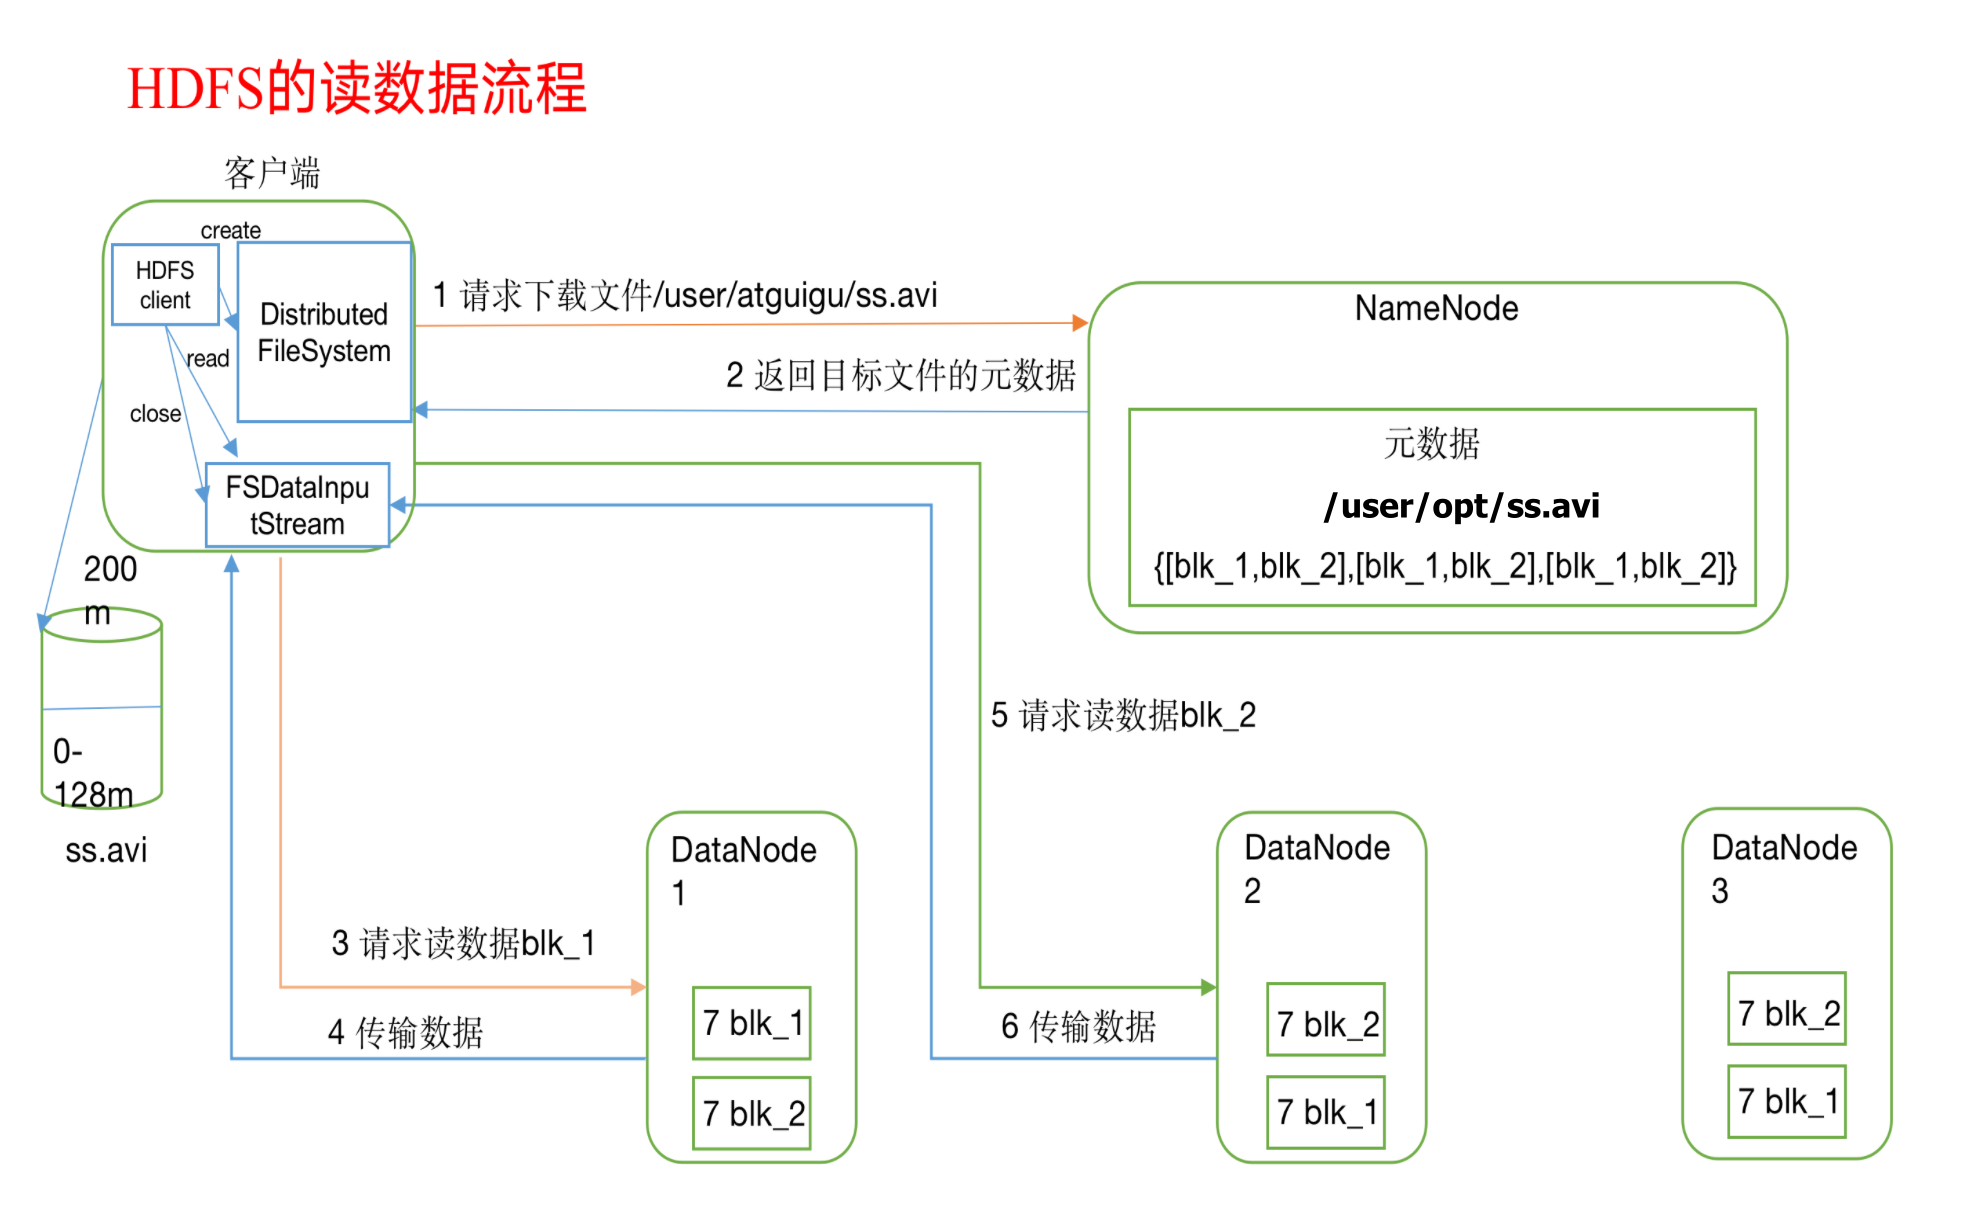 HDFS的读数据流程
客户端
create
HDFS
client
Distributed
FileSystem
read
close
FSDataInpu
tStream
1 请求下载文件/user/atguigu/ss.avi
2 返回目标文件的元数据
NameNode
元数据
/user/opt/ss.avi
{[blk_1,blk_2],[blk_1,blk_2],[blk_1,blk_2]}
200
m
0-
128m
ss.avi
5 请求读数据blk_2
3 请求读数据blk_1
4 传输数据
6 传输数据
DataNode
1
7 blk_1
7 blk_2
DataNode
2
7 blk_2
7 blk_1
DataNode
3
7 blk_2
7 blk_1